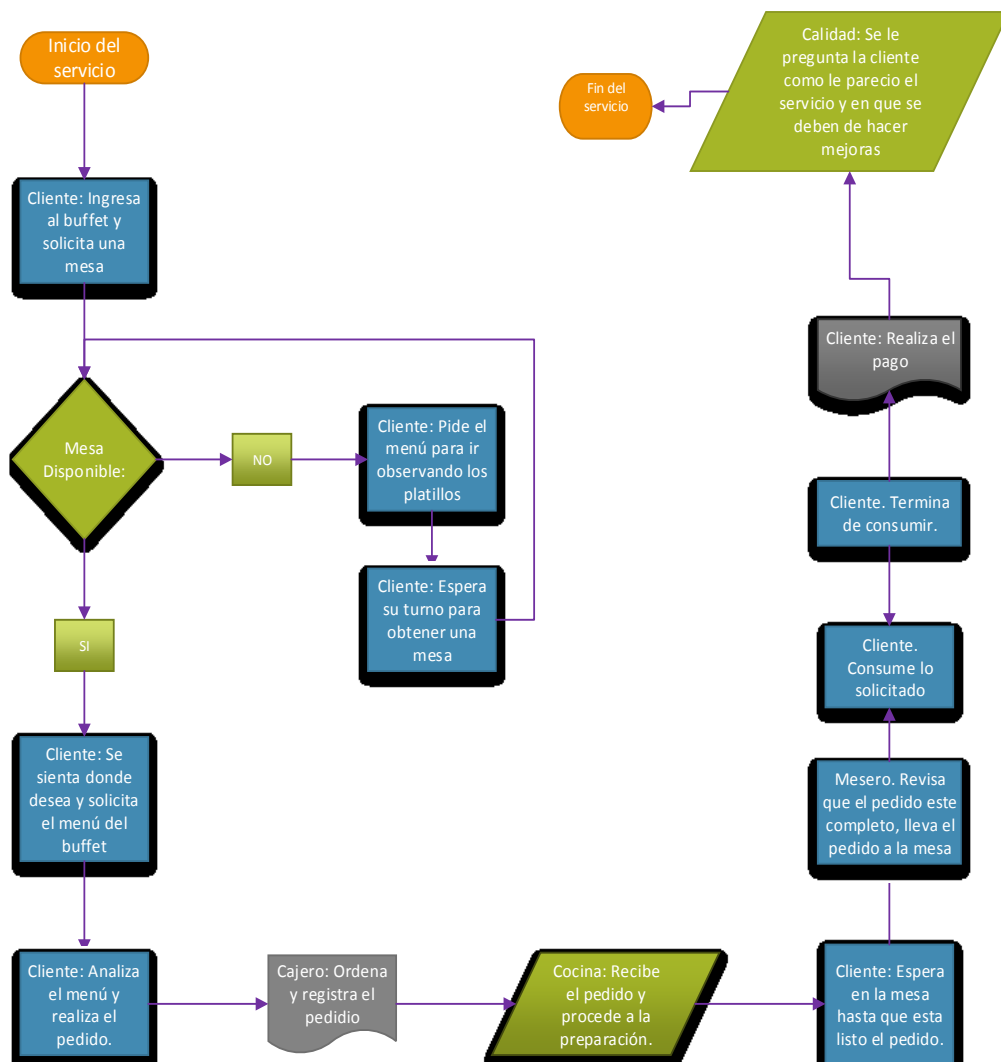 Inicio del
servicio
Cliente: Ingresa
al buffet y
solicita una
mesa
Mesa
Disponible:
NO
Cliente: Pide el
menú para ir
observando los
platillos
Cliente: Espera
su turno para
obtener una
mesa
SI
Cliente: Se
sienta donde
desea y solicita
el menú del
buffet
Cliente: Analiza
el menú y
realiza el
pedido.
Cajero: Ordena
y registra el
pedidio
Cocina: Recibe
el pedido y
procede a la
preparación.
Cliente: Espera
en la mesa
hasta que esta
listo el pedido.
Mesero. Revisa
que el pedido este
completo, lleva el
pedido a la mesa
Cliente.
Consume lo
solicitado
Cliente. Termina
de consumir.
Cliente: Realiza el
pago
Calidad: Se le
pregunta la cliente
como le parecio el
servicio y en que se
deben de hacer
mejoras
Fin del
servicio